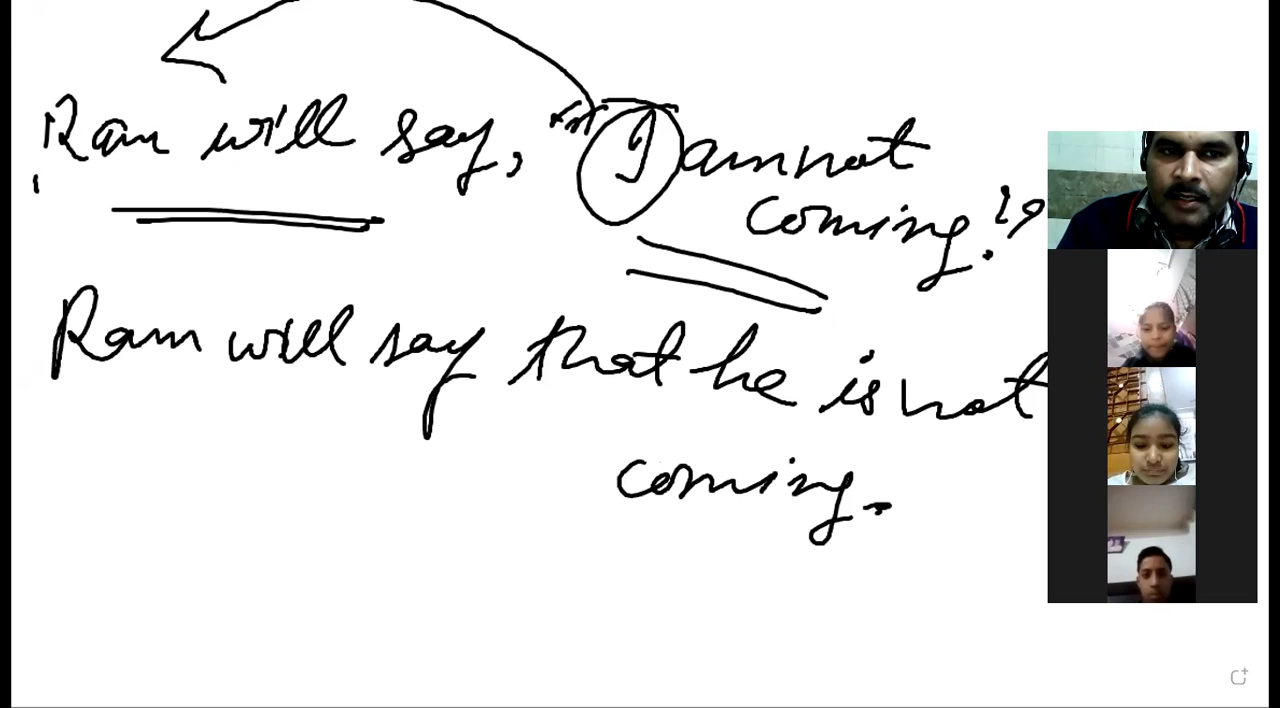 Ram will say, "I am not
coming."
Ram will say that he is not
coming.